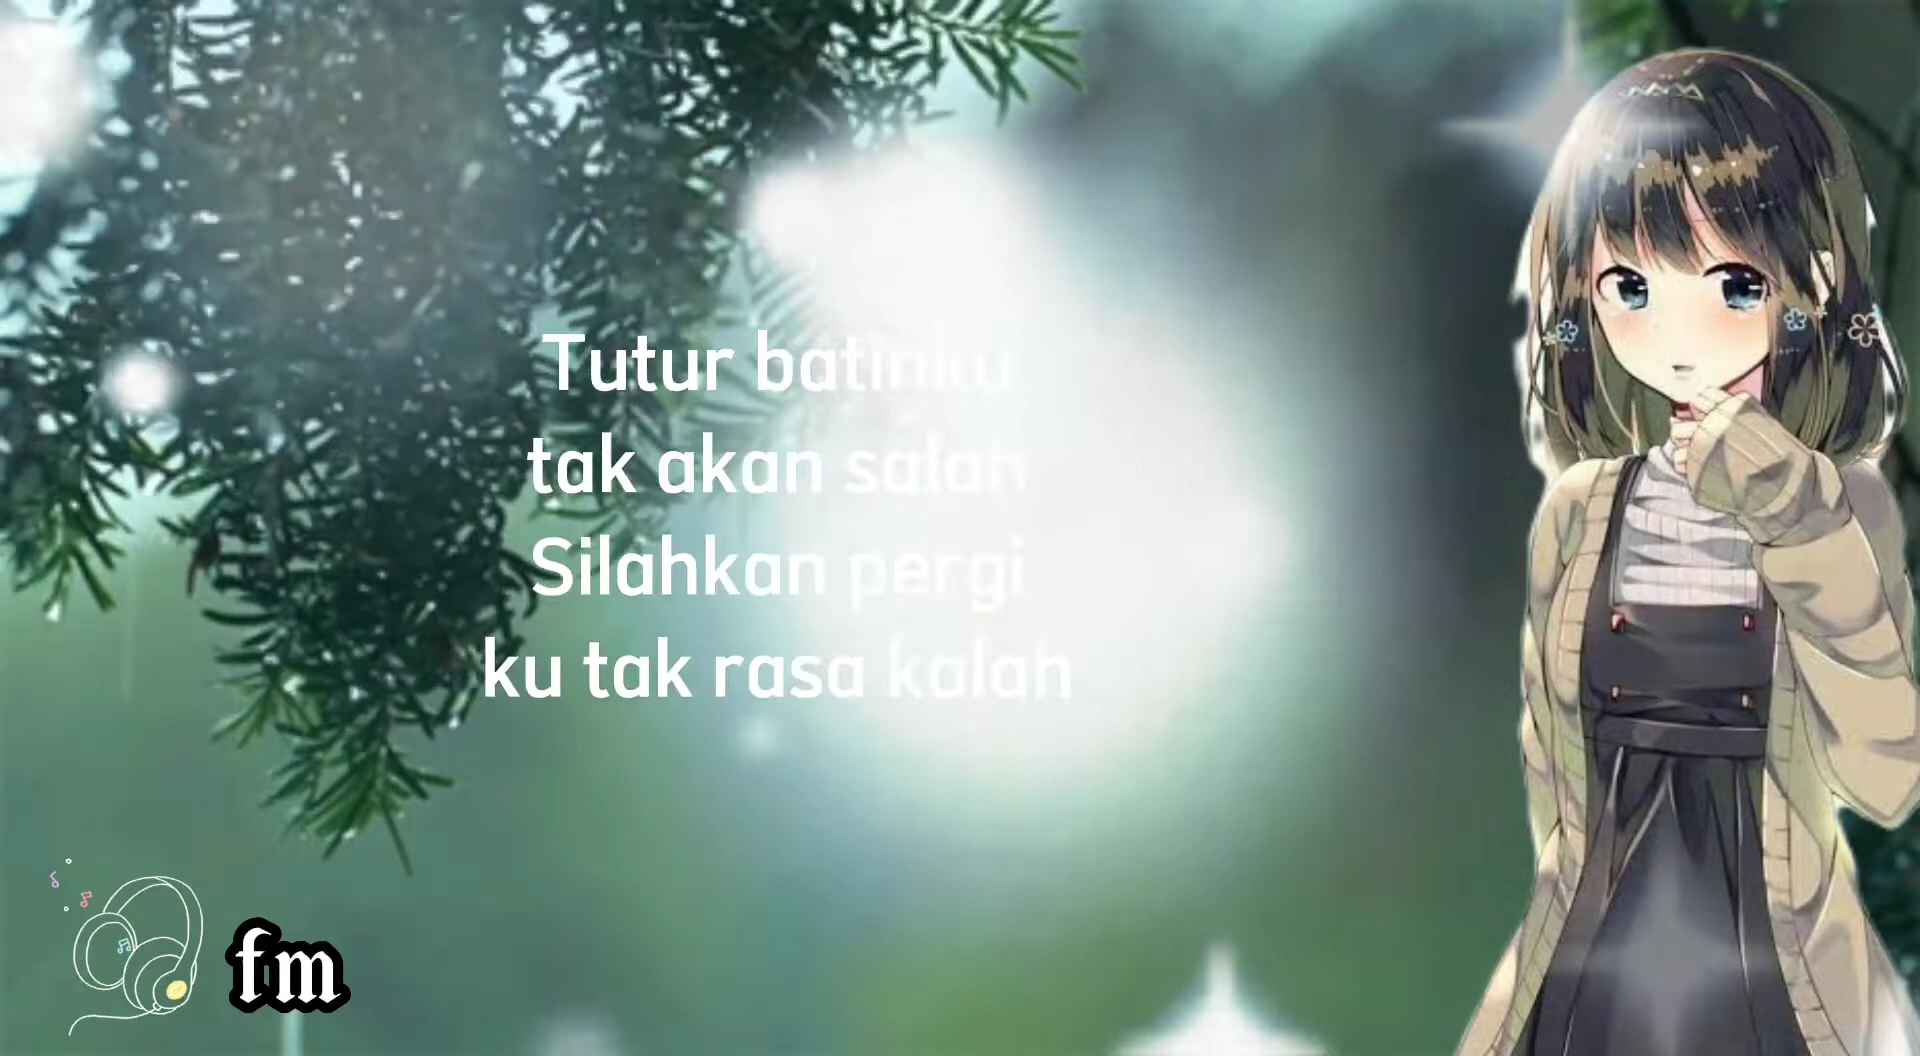 Tutur batinku
tak akan salah
Silahkan pergi
ku tak rasa kalah
fm